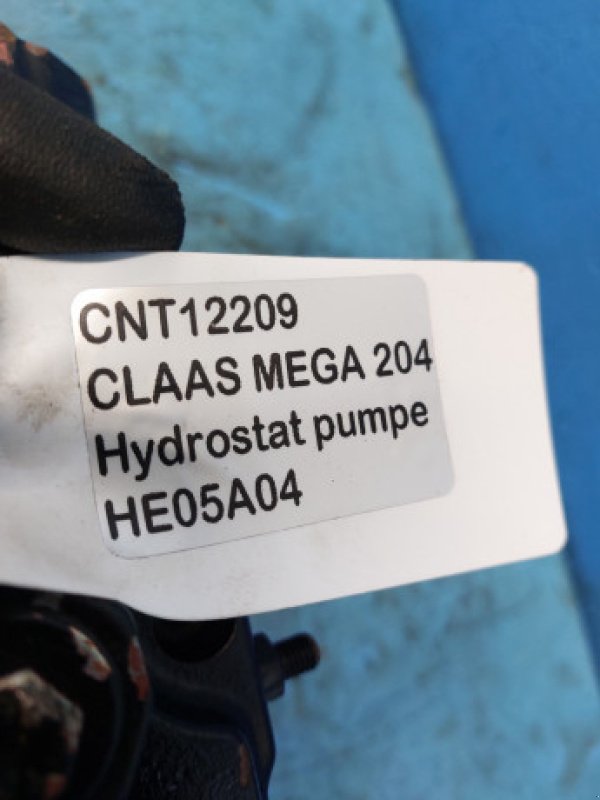 CNT12209
CLAAS MEGA 204
Hydrostat pumpe
HE05A04